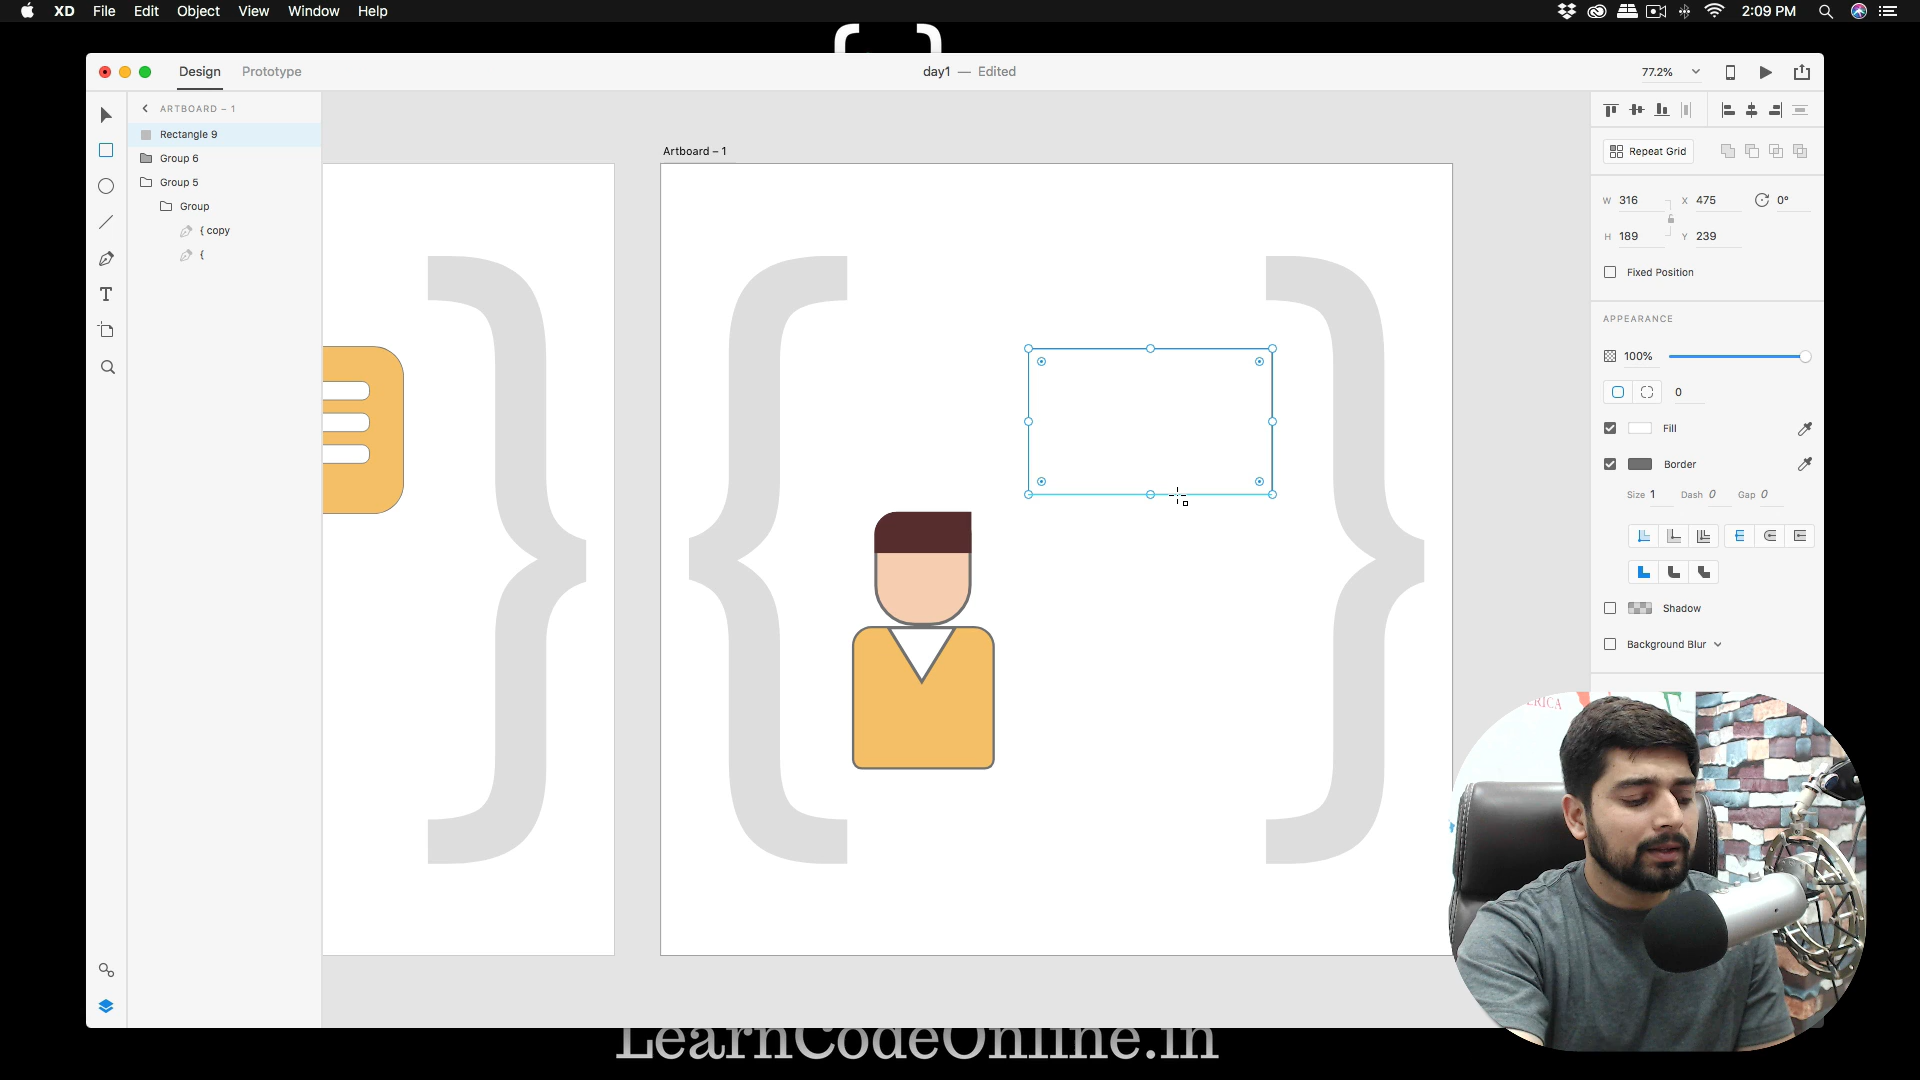 XD File Edit Object View Window Help
2:09 PM
{ }
Design Prototype
day1 — Edited
77.2%
ARTBOARD – 1
Rectangle 9
Group 6
Group 5
Group
{ copy
{
Artboard – 1
{
}
}
Repeat Grid
W 316 X 475 0°
H 189 Y 239
Fixed Position
APPEARANCE
100%
0
Fill
Border
Size 1 Dash 0 Gap 0
Shadow
Background Blur
ERICA
LearnCodeOnline.in